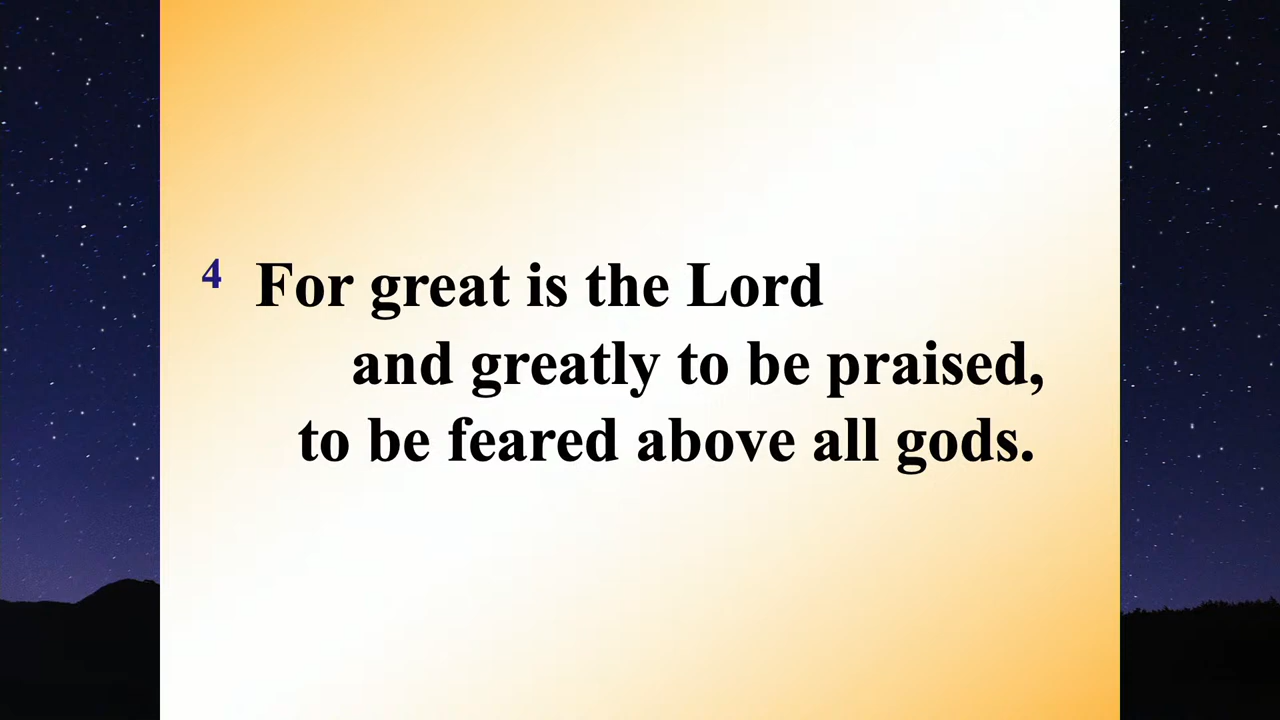 4 For great is the Lord
and greatly to be praised,
to be feared above all gods.